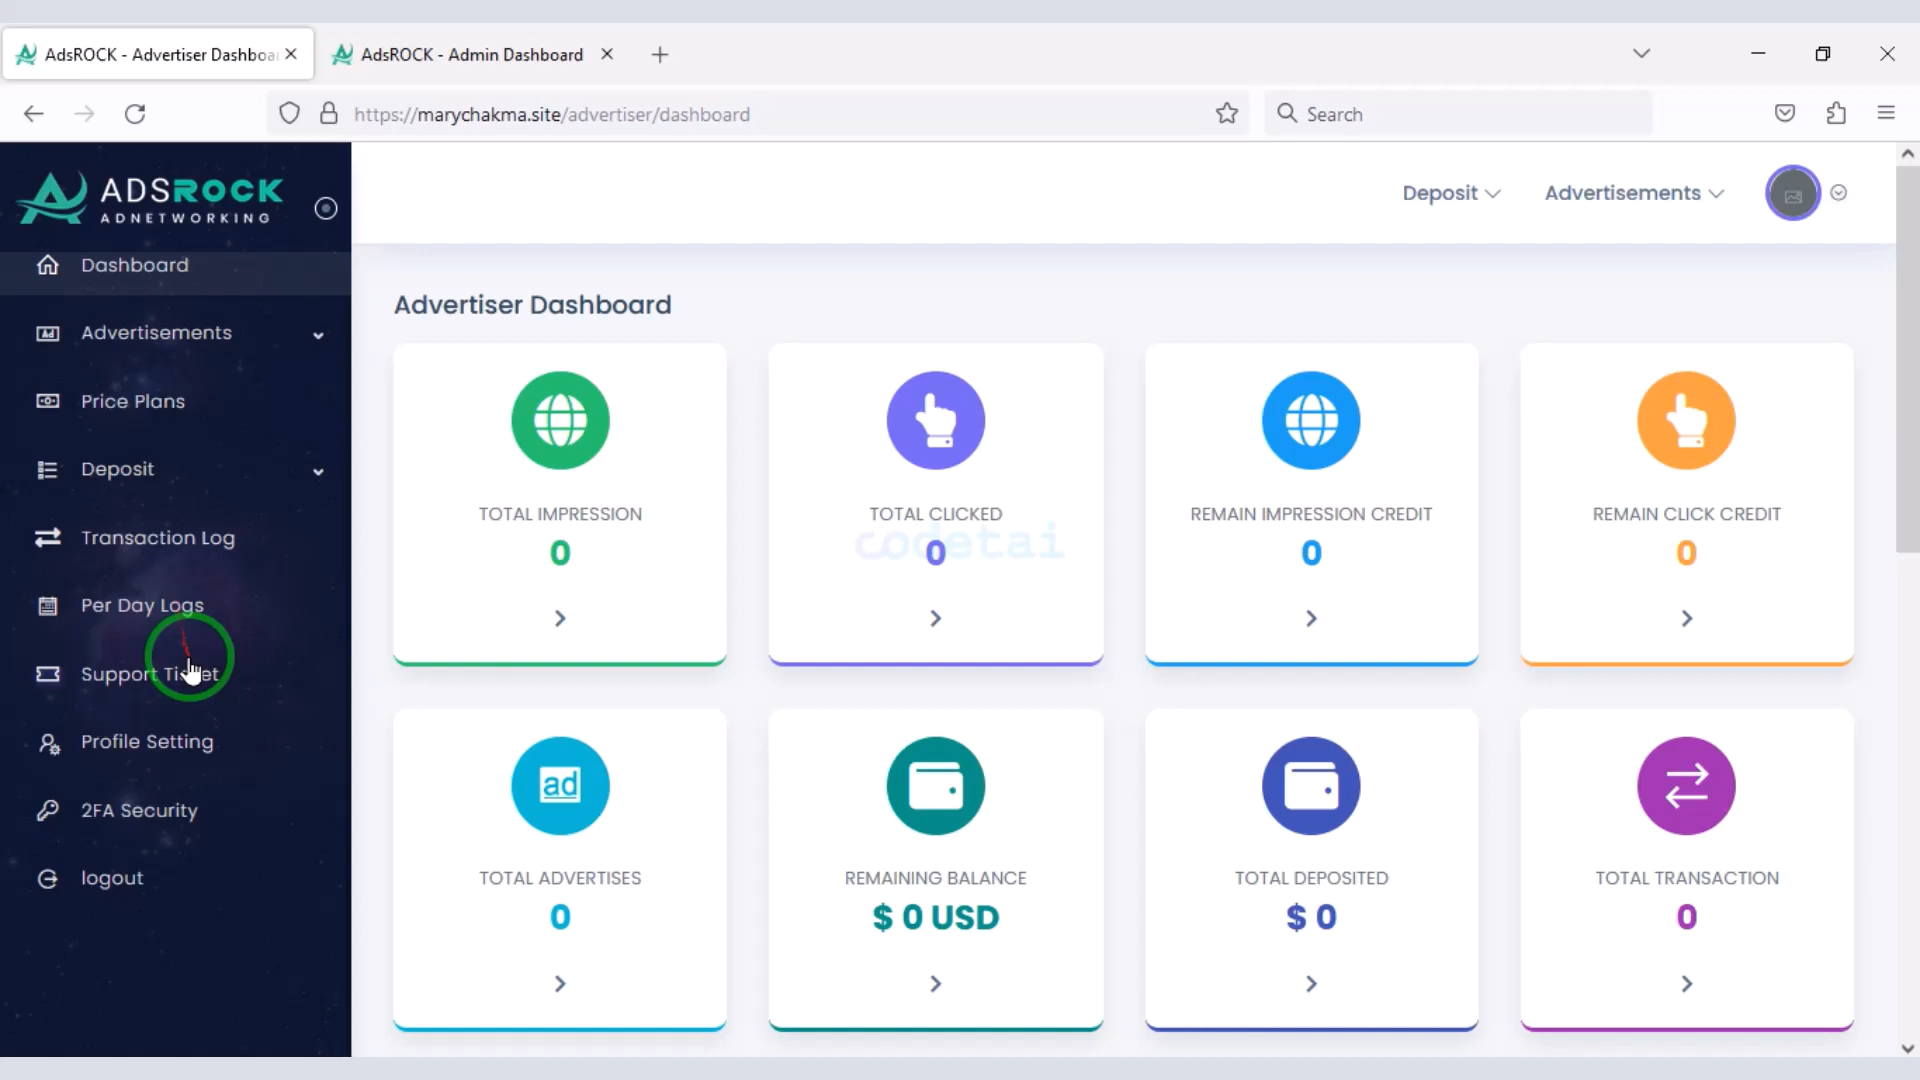 AdsROCK - Advertiser Dashboa
AdsROCK - Admin Dashboard
https://marychakma.site/advertiser/dashboard
Search
ADSROCK
ADNETWORKING
Deposit
Advertisements
Dashboard
Advertisements
Price Plans
Deposit
Transaction Log
Per Day Logs
Support Ticket
Profile Setting
2FA Security
logout
Advertiser Dashboard
TOTAL IMPRESSION
0
TOTAL CLICKED
0
codetai
REMAIN IMPRESSION CREDIT
0
REMAIN CLICK CREDIT
0
ad
TOTAL ADVERTISES
0
REMAINING BALANCE
$ 0 USD
TOTAL DEPOSITED
$ 0
TOTAL TRANSACTION
0